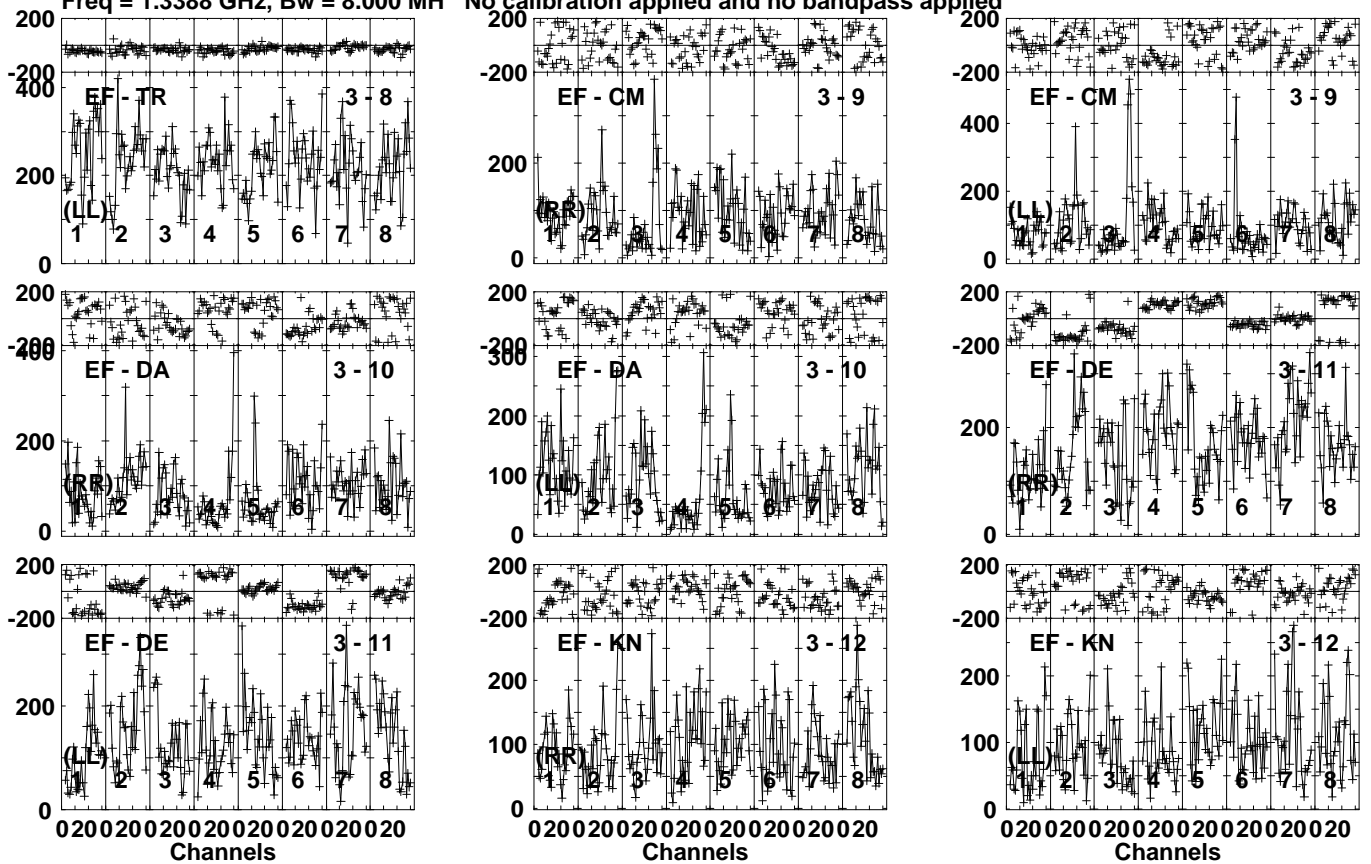 Freq = 1.3388 GHz, Bw = 8.000 MH No calibration applied and no bandpass applied
200
-200
400
EF - TR 3 - 8
200
(LL)
1 2 3 4 5 6 7 8
0
200
-200
EF - CM 3 - 9
200
(RR)
1 2 3 4 5 6 7 8
0
200
-200
EF - CM 3 - 9
400
200
(LL)
1 2 3 4 5 6 7 8
0
200
-200
400
EF - DA 3 - 10
200
(RR)
1 2 3 4 5 6 7 8
0
200
-200
300
EF - DA 3 - 10
200
100
(LL)
1 2 3 4 5 6 7 8
0
200
-200
EF - DE 3 - 11
200
(RR)
1 2 3 4 5 6 7 8
0
200
-200
EF - DE 3 - 11
200
(LL)
1 2 3 4 5 6 7 8
0
0 20 0 20 0 20 0 20 0 20 0 20 0 20 0 20
Channels
200
-200
EF - KN 3 - 12
200
100
(RR)
1 2 3 4 5 6 7 8
0
0 20 0 20 0 20 0 20 0 20 0 20 0 20 0 20
Channels
200
-200
EF - KN 3 - 12
200
100
(LL)
1 2 3 4 5 6 7 8
0
0 20 0 20 0 20 0 20 0 20 0 20 0 20 0 20
Channels